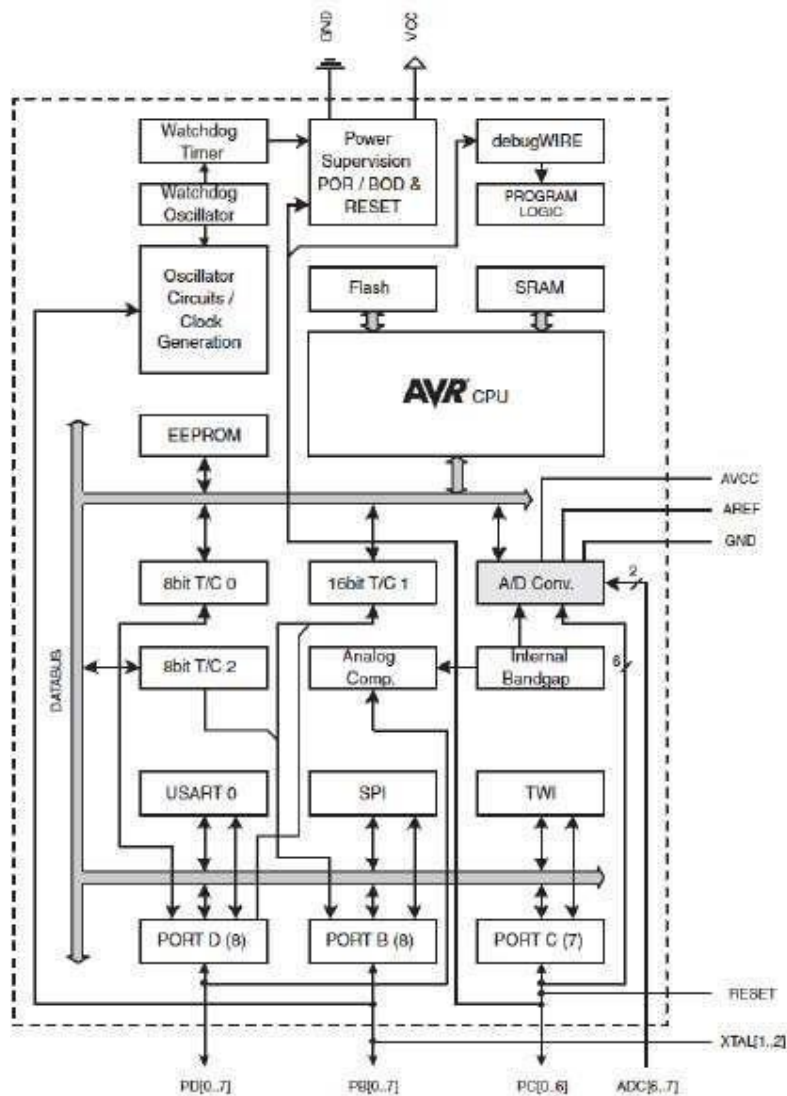 GND
VCC
Watchdog
Timer
Power
Supervision
POR / BOD &
RESET
debugWIRE
Watchdog
Oscillator
PROGRAM
LOGIC
Oscillator
Circuits /
Clock
Generation
Flash
SRAM
AVR CPU
EEPROM
AVCC
AREF
GND
8bit T/C 0
16bit T/C 1
A/D Conv.
2
DATABUS
8bit T/C 2
Analog
Comp.
Internal
Bandgap
6
USART 0
SPI
TWI
PORT D (8)
PORT B (8)
PORT C (7)
RESET
XTAL[1..2]
PD[0..7]
PB[0..7]
PC[0..6]
ADC[6..7]